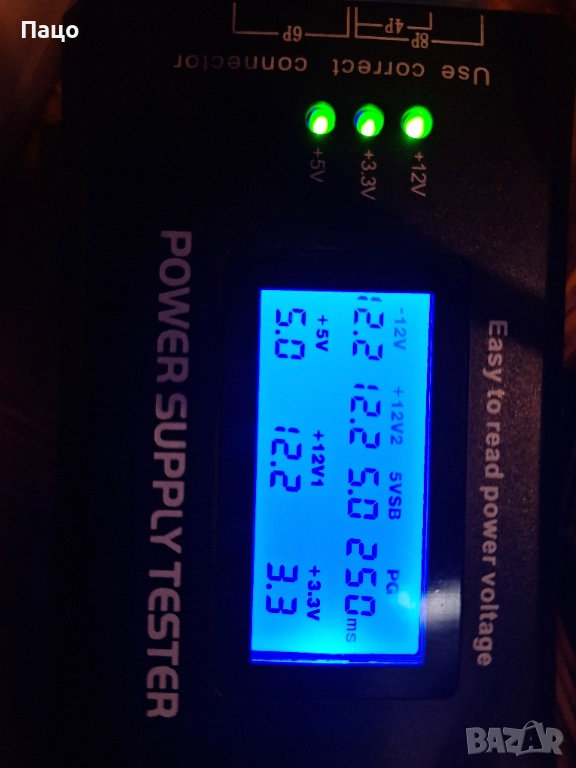 Пацо
8P
4P
6P
Use correct connector
+12V
+3.3V
+5V
Easy to read power voltage
-12V +12V2 5VSB PG
12.2 12.2 5.0 250 ms
+5V +12V1 +3.3V
5.0 12.2 3.3
POWER SUPPLY TESTER
BAZAR